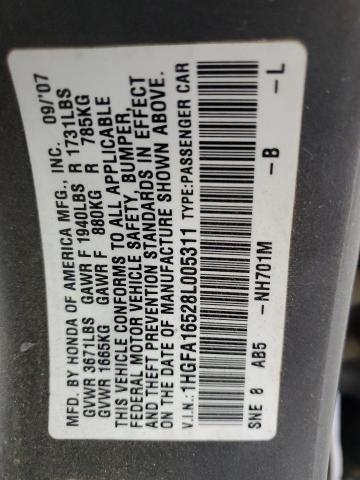 MFD. BY HONDA OF AMERICA MFG., INC. 09/'07
GVWR 3671LBS GAWR F 1940LBS R 1731LBS
GVWR 1665KG GAWR F 880KG R 785KG
THIS VEHICLE CONFORMS TO ALL APPLICABLE
FEDERAL MOTOR VEHICLE SAFETY, BUMPER,
AND THEFT PREVENTION STANDARDS IN EFFECT
ON THE DATE OF MANUFACTURE SHOWN ABOVE.
V.I.N.:1HGFA16528L005311 TYPE:PASSENGER CAR
SNE 8 AB5 -NH701M -B -L